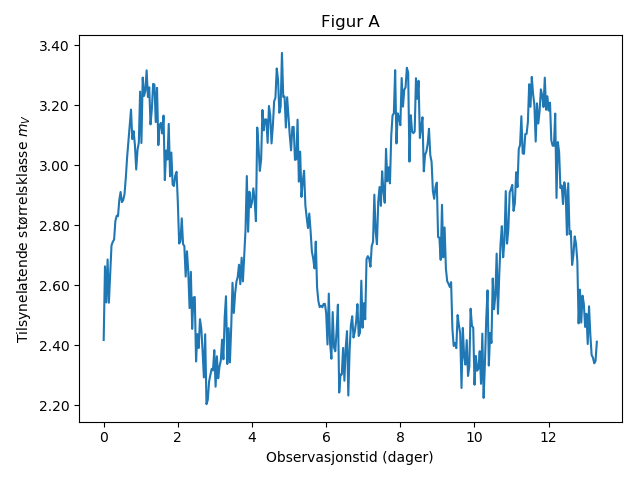 Figur A
Tilsynelatende størrelsklasse m_V
3.40
3.20
3.00
2.80
2.60
2.40
2.20
0 2 4 6 8 10 12
Observasjonstid (dager)